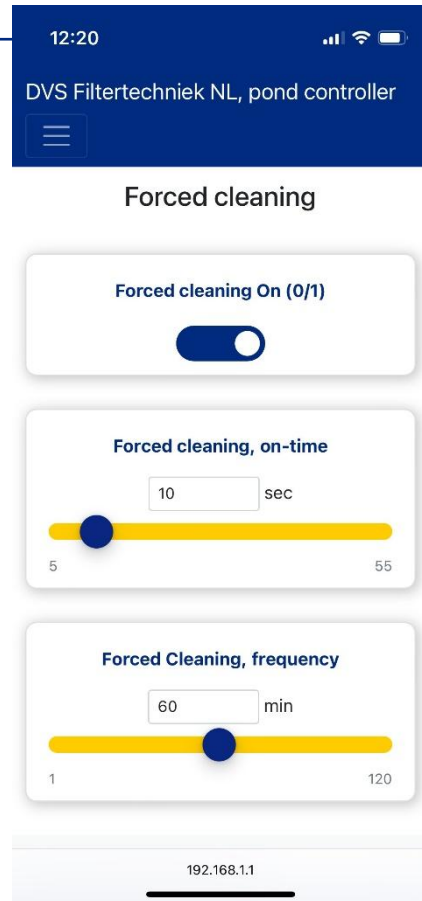 12:20
DVS Filtertechniek NL, pond controller
Forced cleaning
Forced cleaning On (0/1)
Forced cleaning, on-time
10 sec
5 55
Forced Cleaning, frequency
60 min
1 120
192.168.1.1